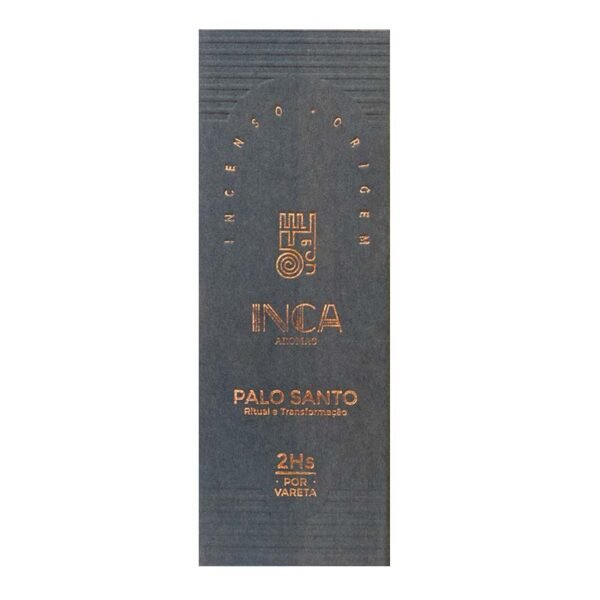 INCENSO · ORIGEM
INCA
AROMAS
PALO SANTO
Ritual e Transformação
2Hs
· POR ·
VARETA